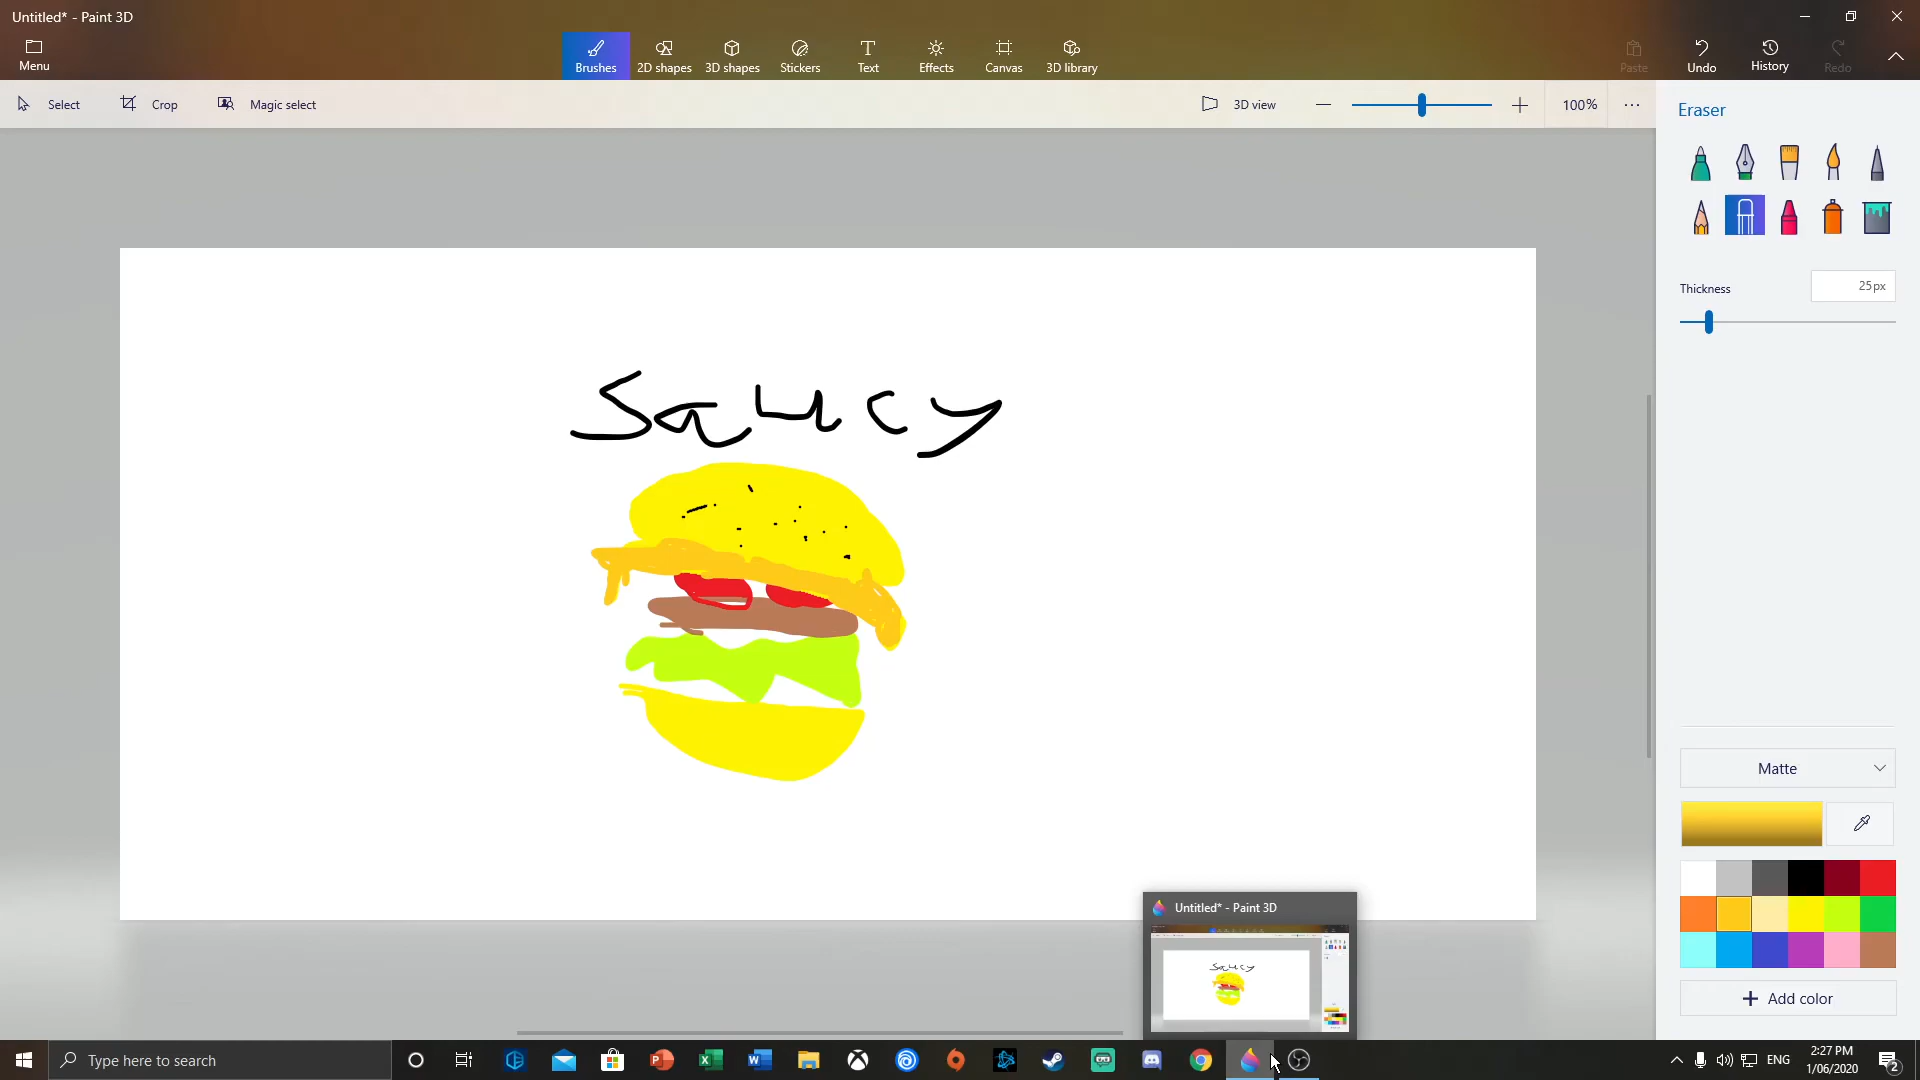 Untitled* - Paint 3D
Menu
Brushes
2D shapes
3D shapes
Stickers
Text
Effects
Canvas
3D library
Paste
Undo
History
Redo
Select
Crop
Magic select
3D view
100%
Eraser
Thickness
25px
Saucy
Matte
Add color
Untitled* - Paint 3D
Saucy
Type here to search
ENG
2:27 PM
1/06/2020
2